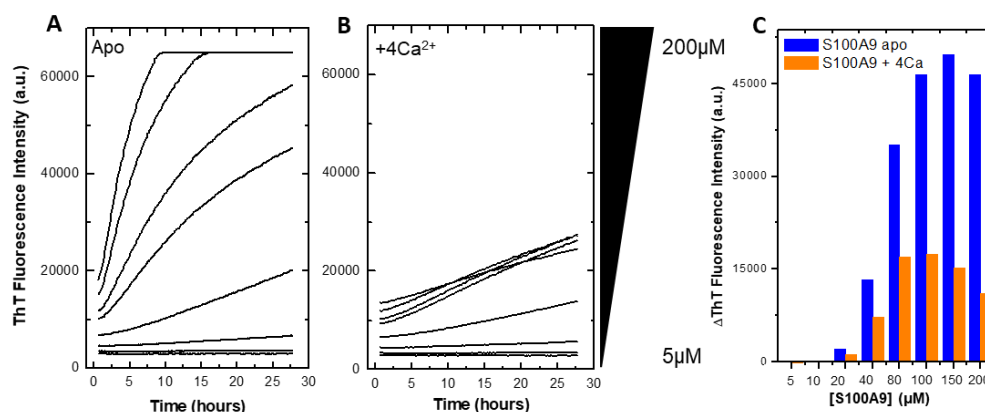 A
Apo
ThT Fluorescence Intensity (a.u.)
60000
40000
20000
0
0 5 10 15 20 25 30
Time (hours)
B
+4Ca²⁺
60000
40000
20000
0
0 5 10 15 20 25 30
Time (hours)
200µM
5µM
C
S100A9 apo
S100A9 + 4Ca
ΔThT Fluorescence Intensity (a.u.)
45000
30000
15000
0
5 10 20 40 80 100 150 200
[S100A9] (µM)